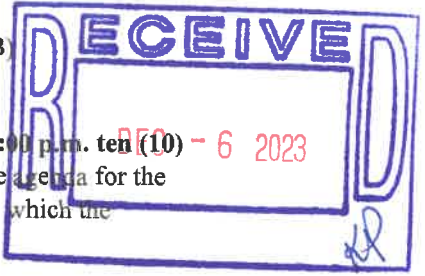 RECEIVED
3)
:00 p.m. ten (10)
DEC - 6 2023
e agenda for the
which the